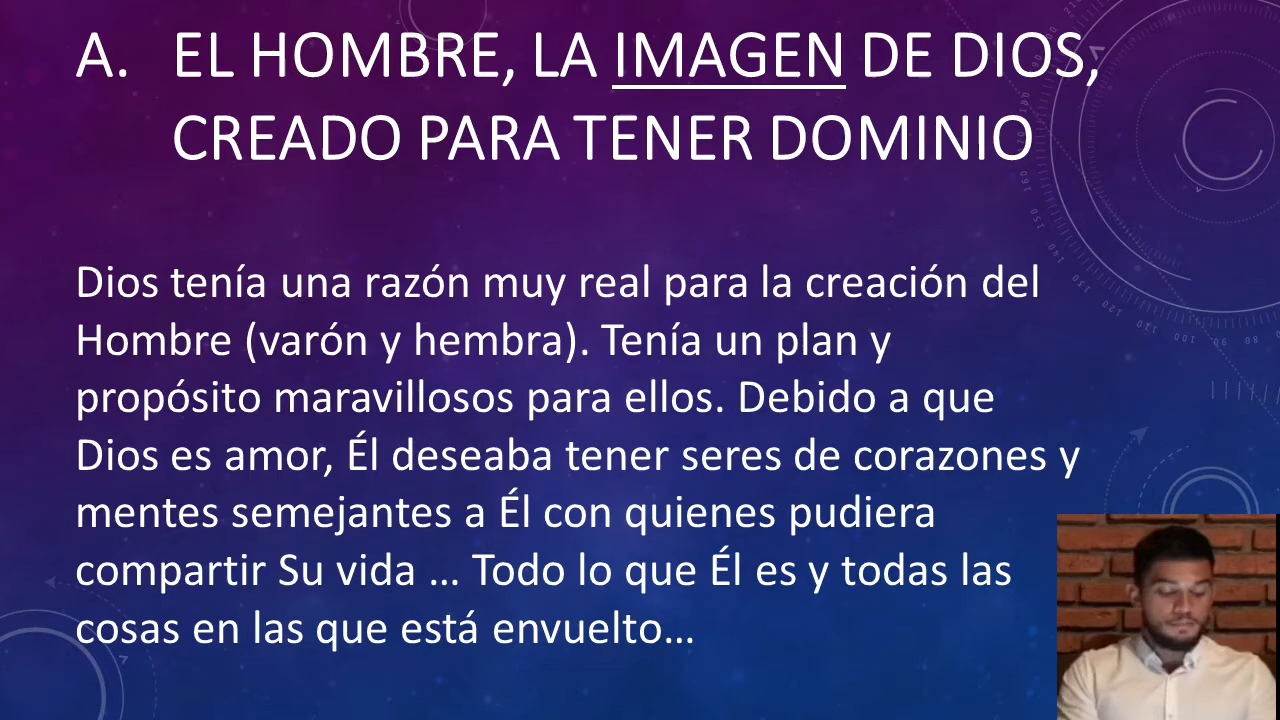 A. EL HOMBRE, LA IMAGEN DE DIOS,
CREADO PARA TENER DOMINIO
Dios tenía una razón muy real para la creación del
Hombre (varón y hembra). Tenía un plan y
propósito maravillosos para ellos. Debido a que
Dios es amor, Él deseaba tener seres de corazones y
mentes semejantes a Él con quienes pudiera
compartir Su vida ... Todo lo que Él es y todas las
cosas en las que está envuelto...